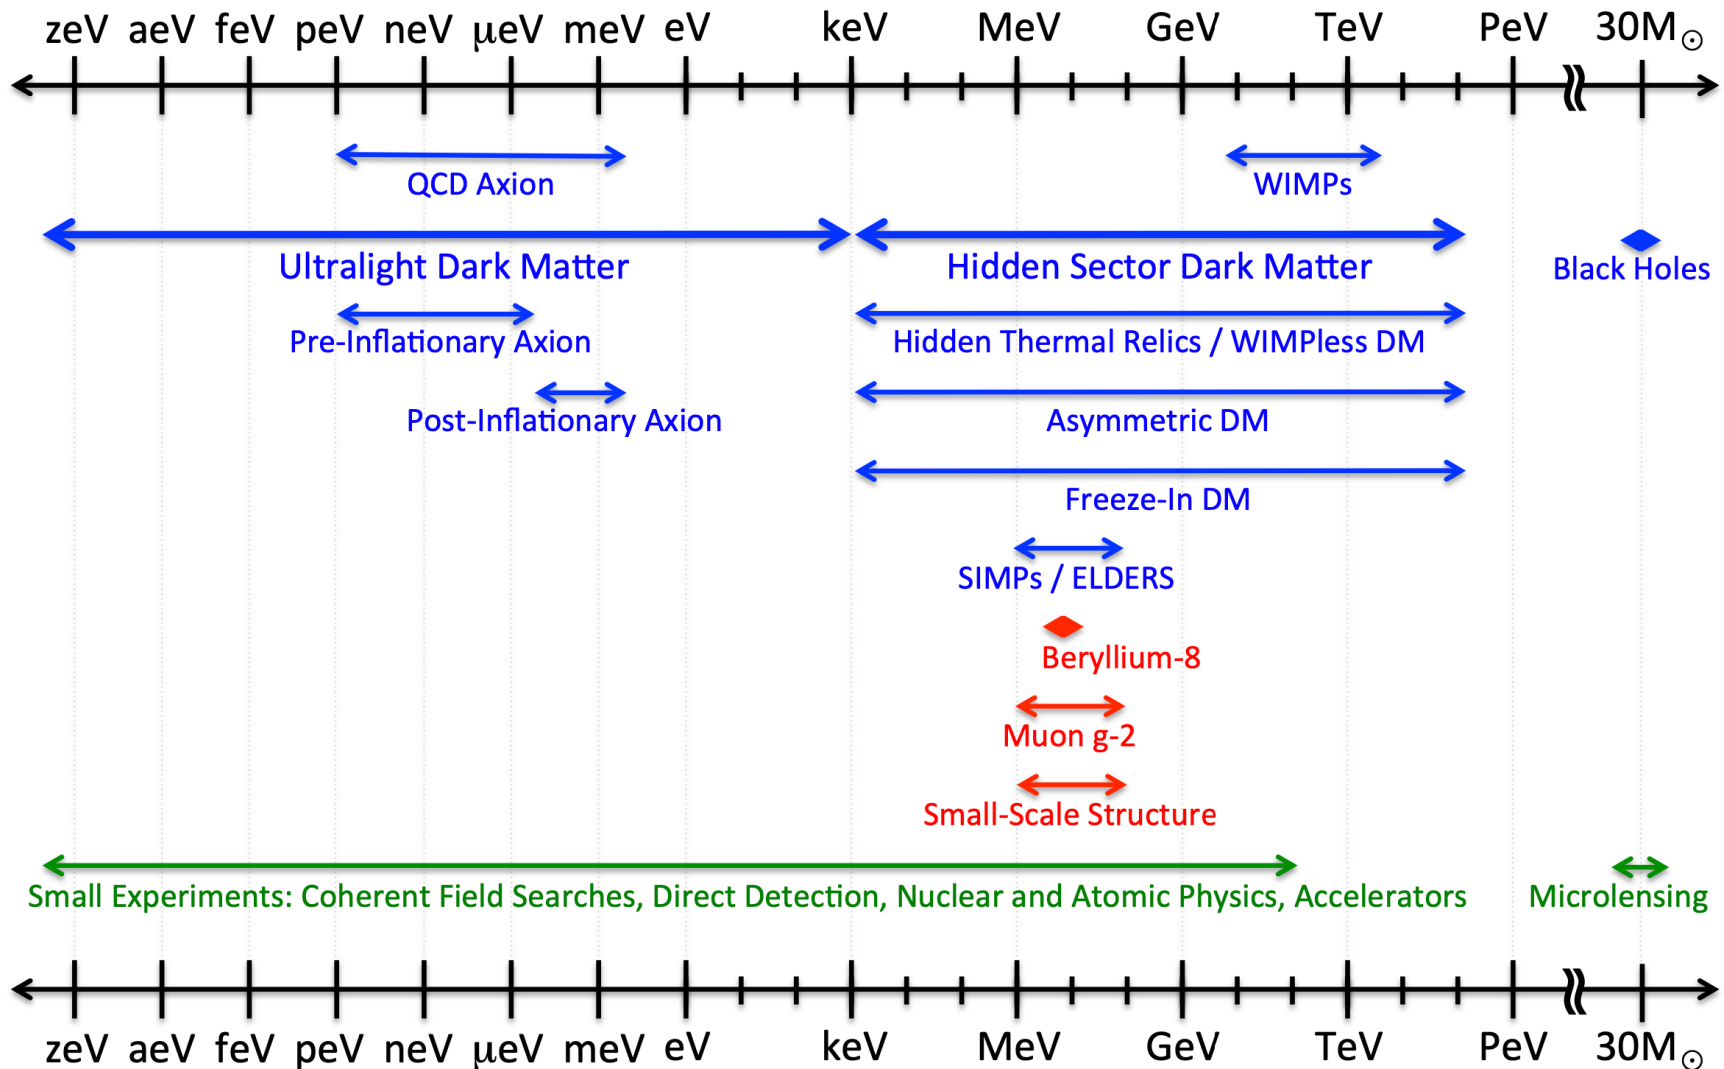 zeV aeV feV peV neV μeV meV eV keV MeV GeV TeV PeV 30M☉
QCD Axion WIMPs
Ultralight Dark Matter Hidden Sector Dark Matter Black Holes
Pre-Inflationary Axion Hidden Thermal Relics / WIMPless DM
Post-Inflationary Axion Asymmetric DM
Freeze-In DM
SIMPs / ELDERS
Beryllium-8
Muon g-2
Small-Scale Structure
Small Experiments: Coherent Field Searches, Direct Detection, Nuclear and Atomic Physics, Accelerators Microlensing
zeV aeV feV peV neV μeV meV eV keV MeV GeV TeV PeV 30M☉